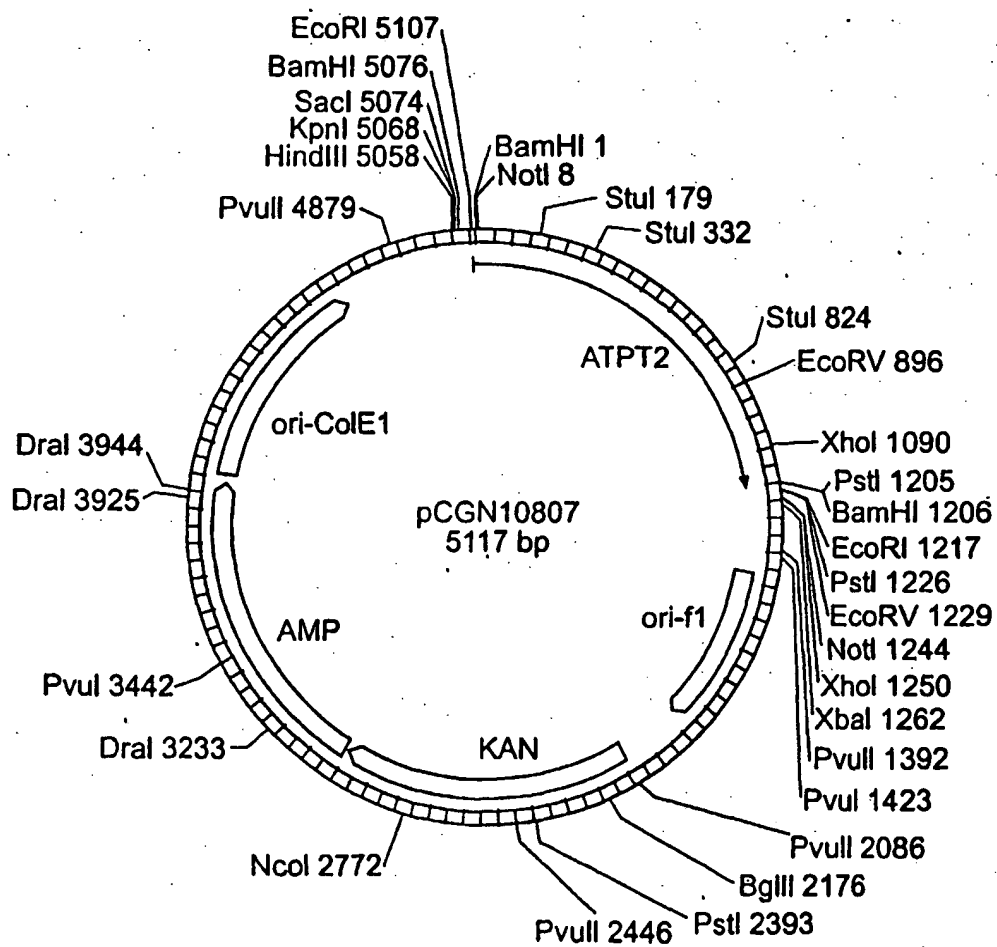 EcoRI 5107
BamHI 5076
SacI 5074
KpnI 5068
HindIII 5058
PvuII 4879
BamHI 1
NotI 8
StuI 179
StuI 332
StuI 824
EcoRV 896
XhoI 1090
PstI 1205
BamHI 1206
EcoRI 1217
PstI 1226
EcoRV 1229
NotI 1244
XhoI 1250
XbaI 1262
PvuII 1392
PvuI 1423
PvuII 2086
BglII 2176
PstI 2393
PvuII 2446
NcoI 2772
DraI 3233
PvuI 3442
DraI 3925
DraI 3944
ATPT2
ori-ColE1
pCGN10807
5117 bp
ori-f1
AMP
KAN